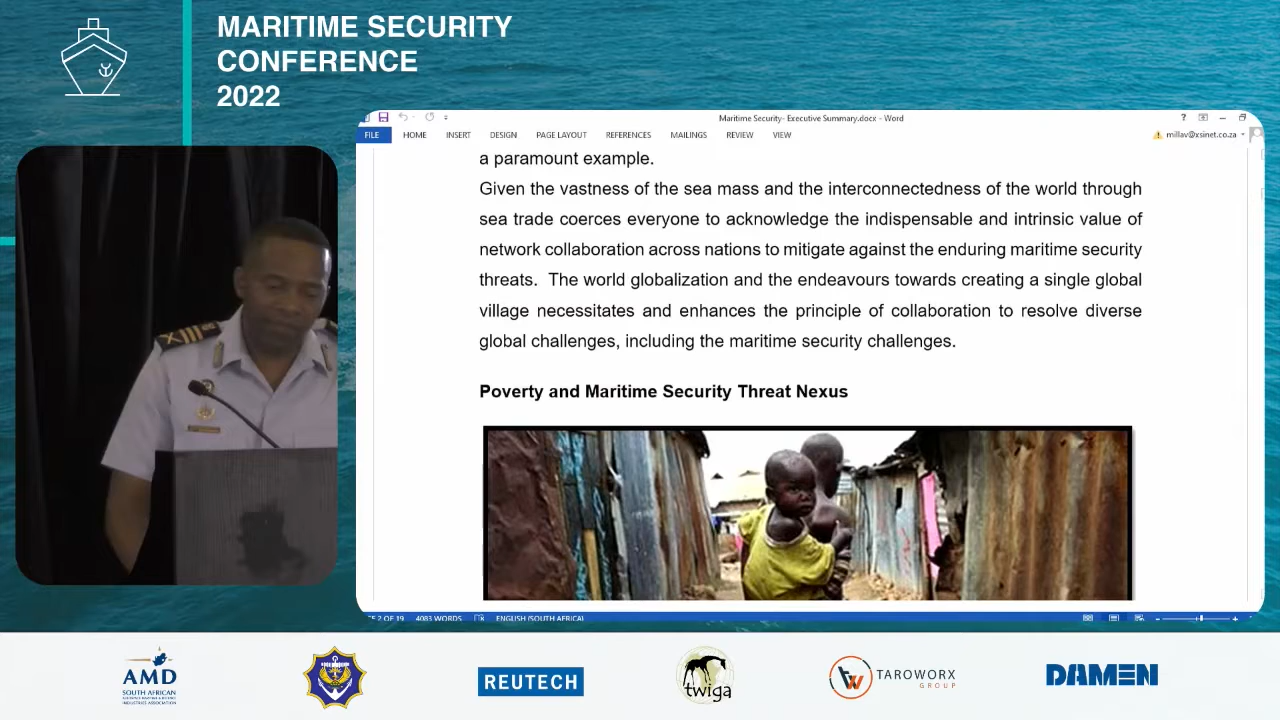 MARITIME SECURITY
CONFERENCE
2022
Maritime Security- Executive Summary.docx - Word
FILE HOME INSERT DESIGN PAGE LAYOUT REFERENCES MAILINGS REVIEW VIEW
millav@xsinet.co.za
a paramount example.
Given the vastness of the sea mass and the interconnectedness of the world through
sea trade coerces everyone to acknowledge the indispensable and intrinsic value of
network collaboration across nations to mitigate against the enduring maritime security
threats. The world globalization and the endeavours towards creating a single global
village necessitates and enhances the principle of collaboration to resolve diverse
global challenges, including the maritime security challenges.
Poverty and Maritime Security Threat Nexus
2 OF 19 4083 WORDS ENGLISH (SOUTH AFRICA)
AMD
SOUTH AFRICAN
INDUSTRIES ASSOCIATION
REUTECH
twiga
TAROWORX
GROUP
DAMEN